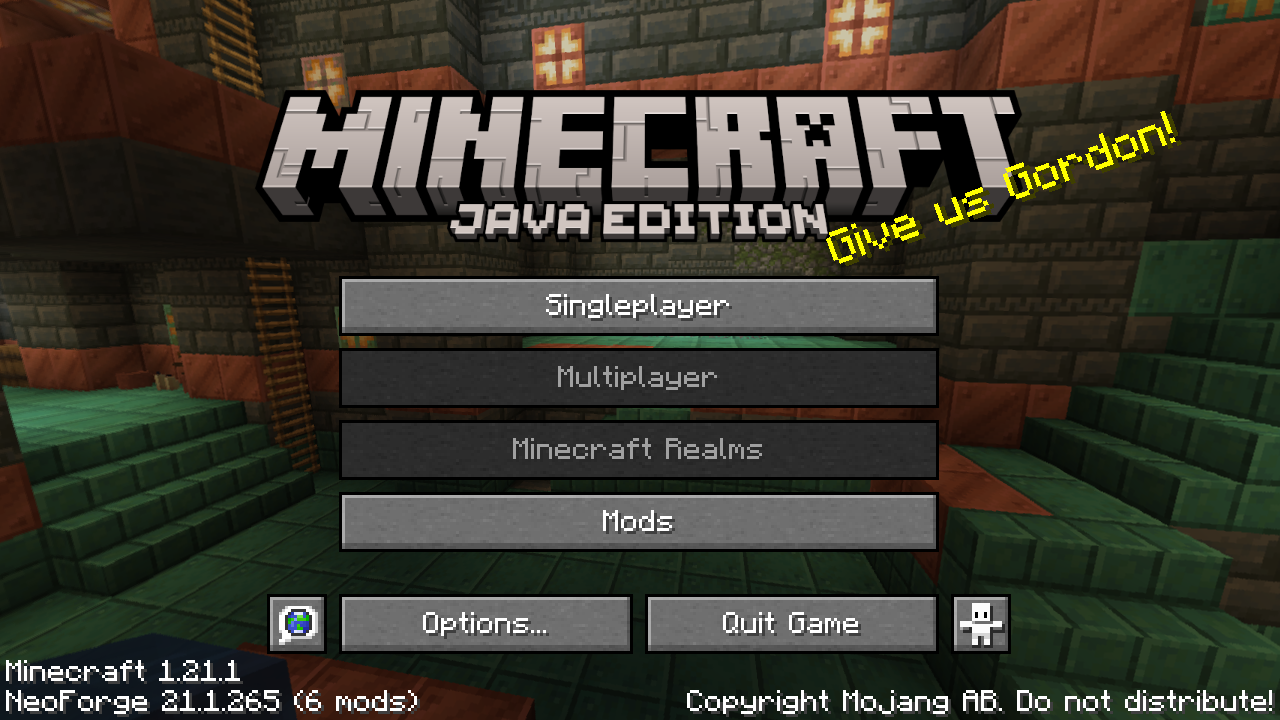 MINECRAFT
JAVA EDITION
Give us Gordon!
Singleplayer
Multiplayer
Minecraft Realms
Mods
Options...
Quit Game
Minecraft 1.21.1
NeoForge 21.1.265 (6 mods)
Copyright Mojang AB. Do not distribute!